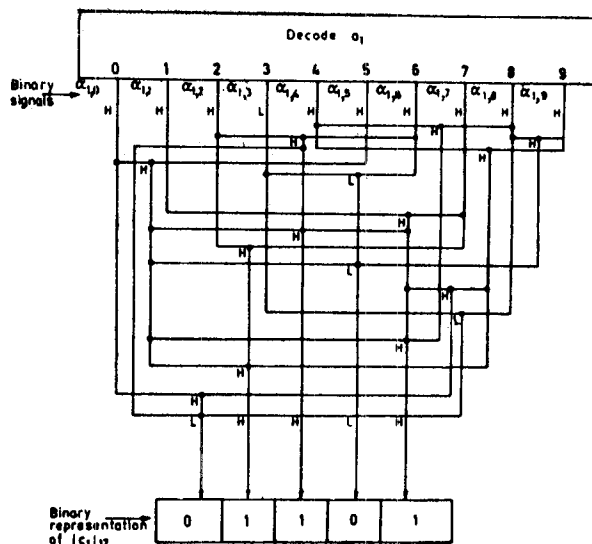 Decode a₁
0 1 2 3 4 5 6 7 8 9
Binary signals
α₁,₀ α₁,₁ α₁,₂ α₁,₃ α₁,₄ α₁,₅ α₁,₆ α₁,₇ α₁,₈ α₁,₉
H H H L H H H H H H
H H H
H H
H L
H
H H
H L
H
L
H
H
H
L H H L H
Binary representation of
0 1 1 0 1